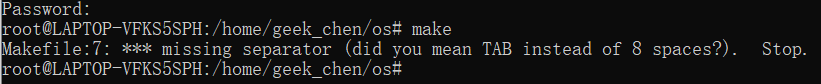 Password:
root@LAPTOP-VFKS5SPH:/home/geek_chen/os# make
Makefile:7: *** missing separator (did you mean TAB instead of 8 spaces?).  Stop.
root@LAPTOP-VFKS5SPH:/home/geek_chen/os#